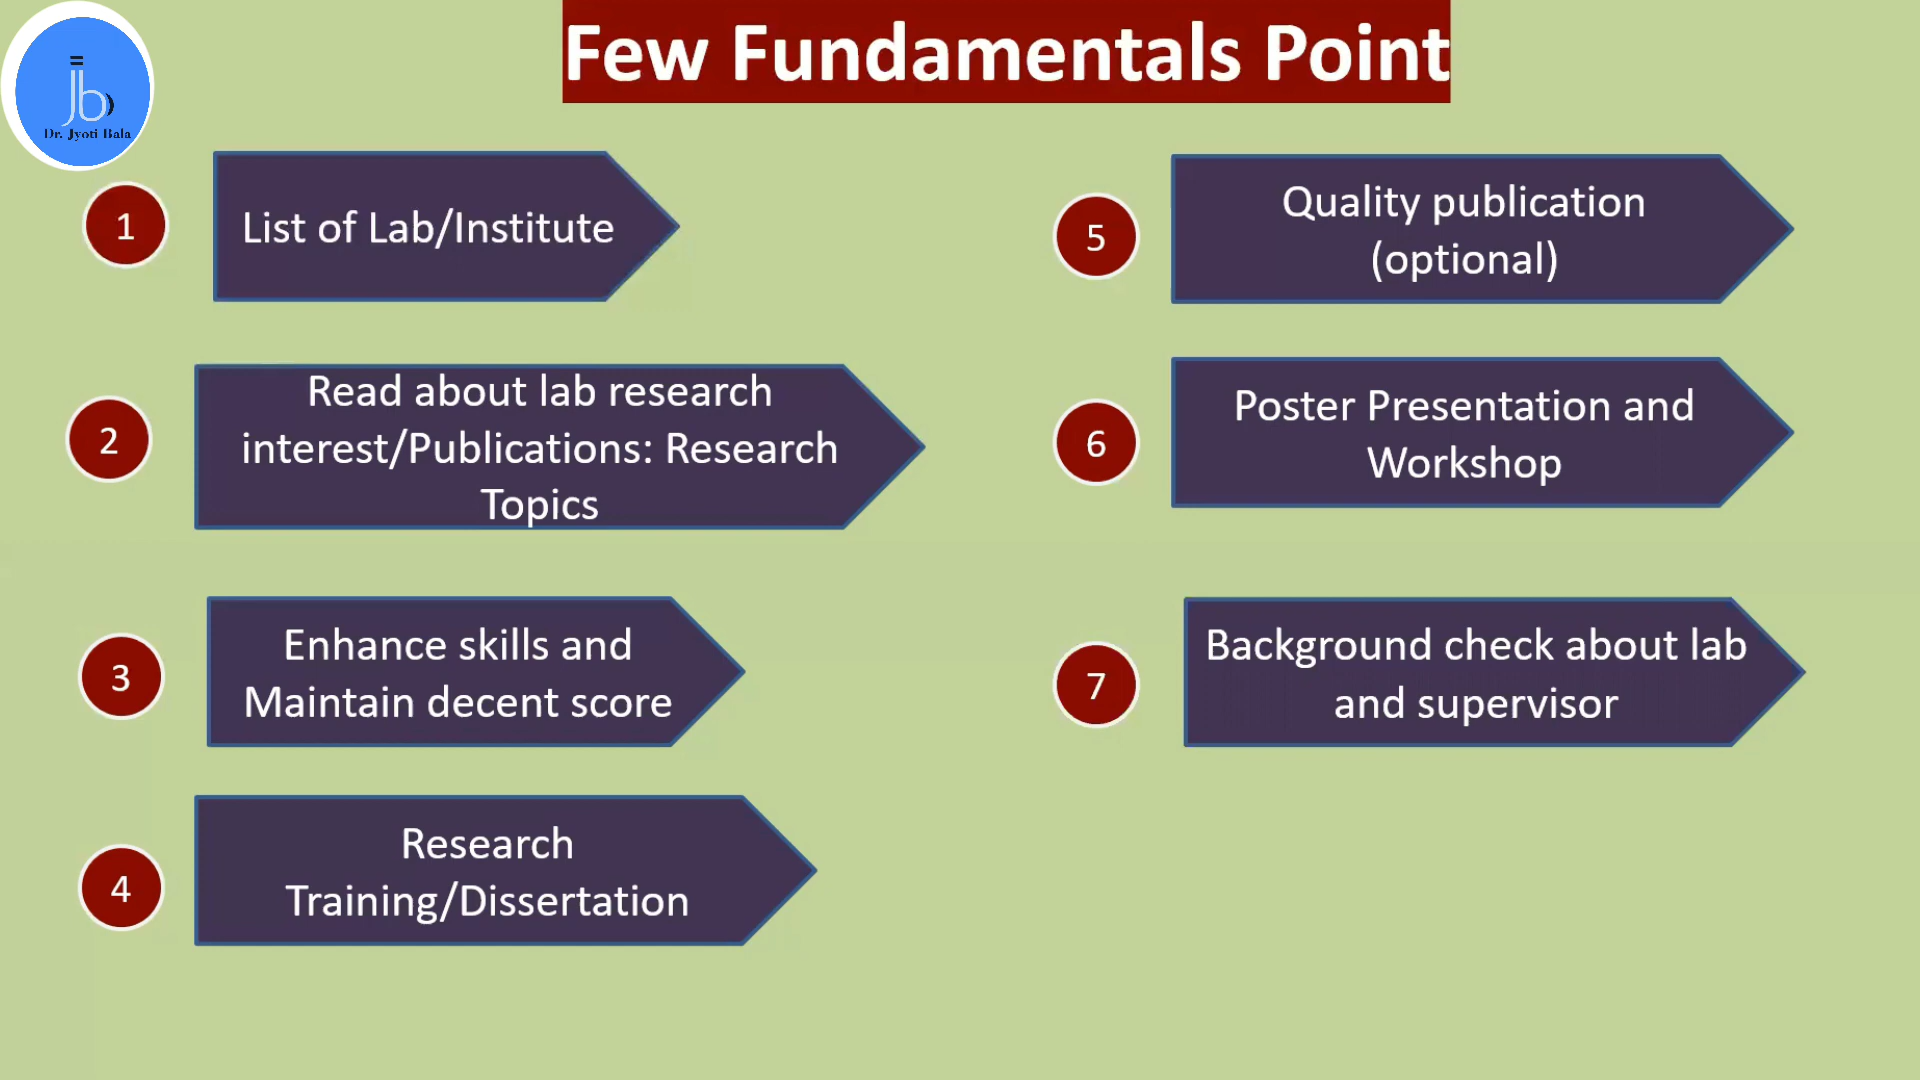 Few Fundamentals Point
jb
Dr. Jyoti Bala
1
List of Lab/Institute
2
Read about lab research
interest/Publications: Research
Topics
3
Enhance skills and
Maintain decent score
4
Research
Training/Dissertation
5
Quality publication
(optional)
6
Poster Presentation and
Workshop
7
Background check about lab
and supervisor